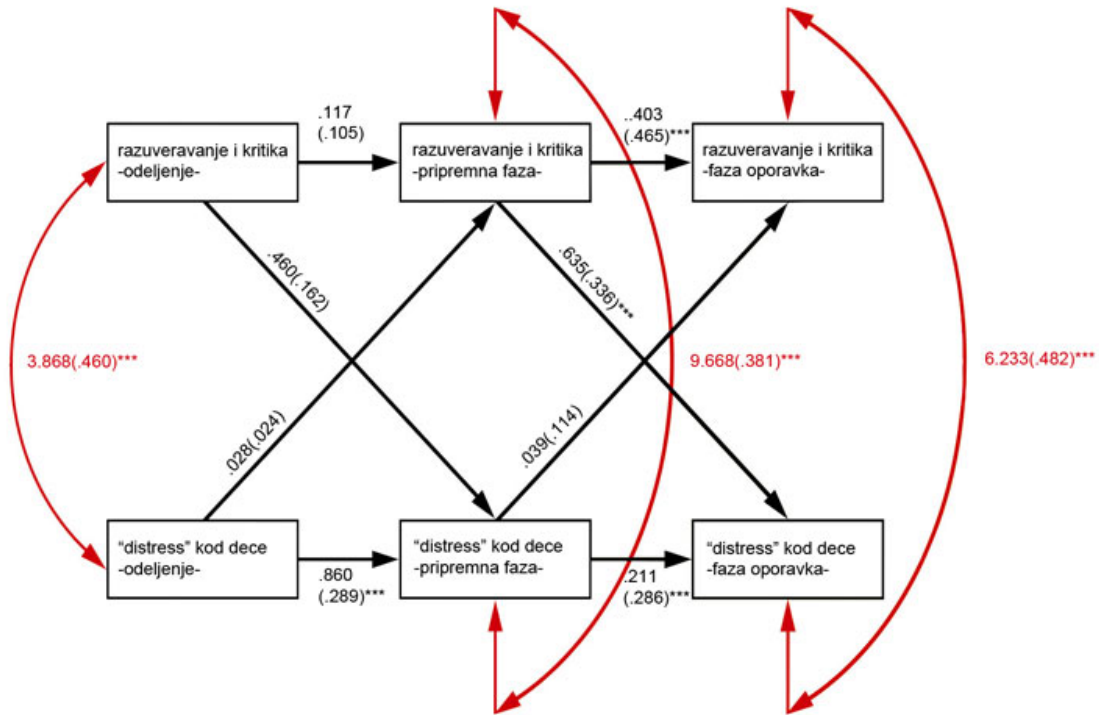 .117
(.105)
..403
(.465)***
razuveravanje i kritika
-odeljenje-
razuveravanje i kritika
-pripremna faza-
razuveravanje i kritika
-faza oporavka-
.460(.162)
.635(.336)***
3.868(.460)***
9.668(.381)***
6.233(.482)***
.028(.024)
.039(.114)
“distress” kod dece
-odeljenje-
“distress” kod dece
-pripremna faza-
“distress” kod dece
-faza oporavka-
.860
(.289)***
.211
(.286)***